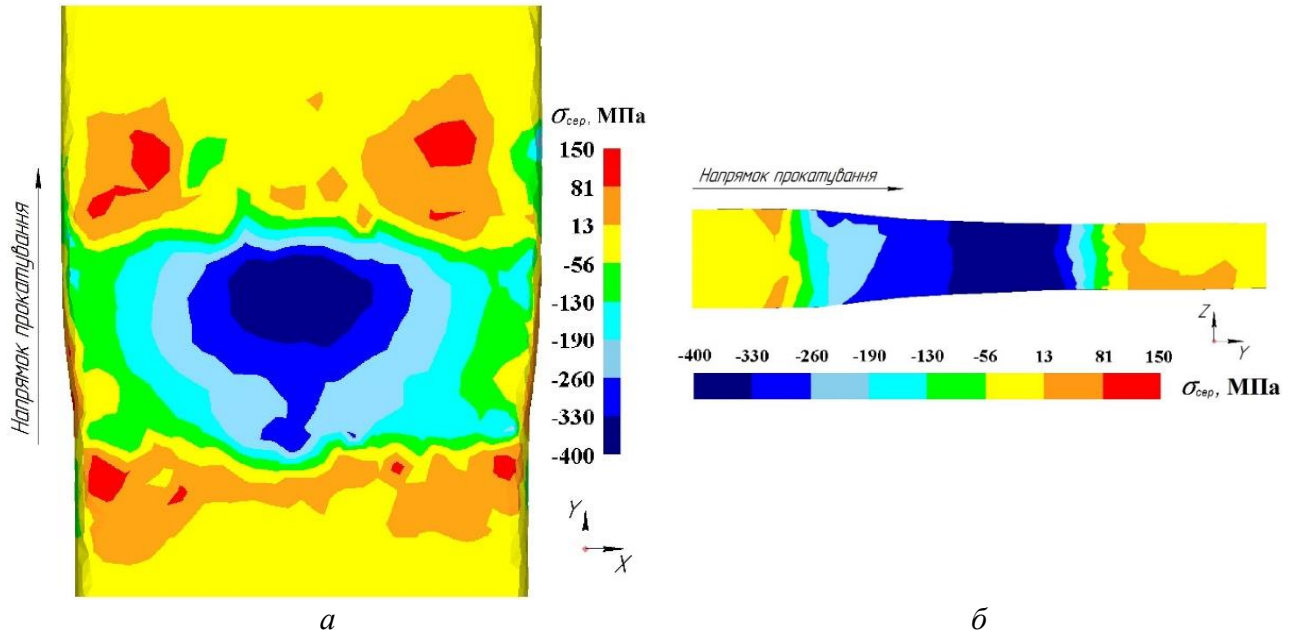 Напрямок прокатування
σсер, МПа
150
81
13
-56
-130
-190
-260
-330
-400
Y
X
а
Напрямок прокатування
Z
Y
-400 -330 -260 -190 -130 -56 13 81 150
σсер, МПа
б